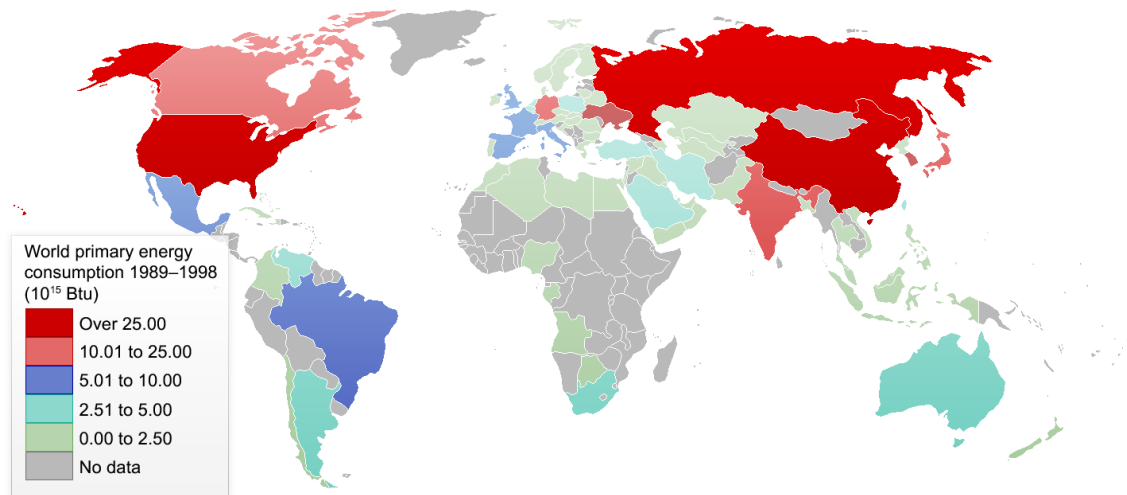 World primary energy
consumption 1989–1998
(10¹⁵ Btu)
Over 25.00
10.01 to 25.00
5.01 to 10.00
2.51 to 5.00
0.00 to 2.50
No data